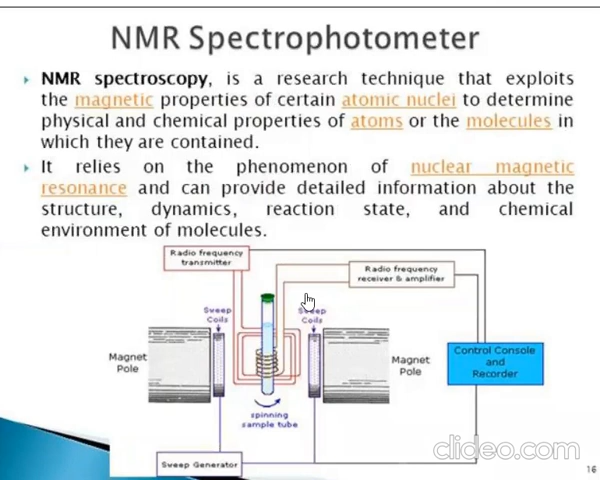 NMR Spectrophotometer
NMR spectroscopy, is a research technique that exploits
the magnetic properties of certain atomic nuclei to determine
physical and chemical properties of atoms or the molecules in
which they are contained.
It relies on the phenomenon of nuclear magnetic
resonance and can provide detailed information about the
structure, dynamics, reaction state, and chemical
environment of molecules.
Radio frequency
transmitter
Radio frequency
receiver & amplifier
Sweep
Coils
Sweep
Coils
Magnet
Pole
Magnet
Pole
Control Console
and
Recorder
spinning
sample tube
Sweep Generator
clideo.com
16